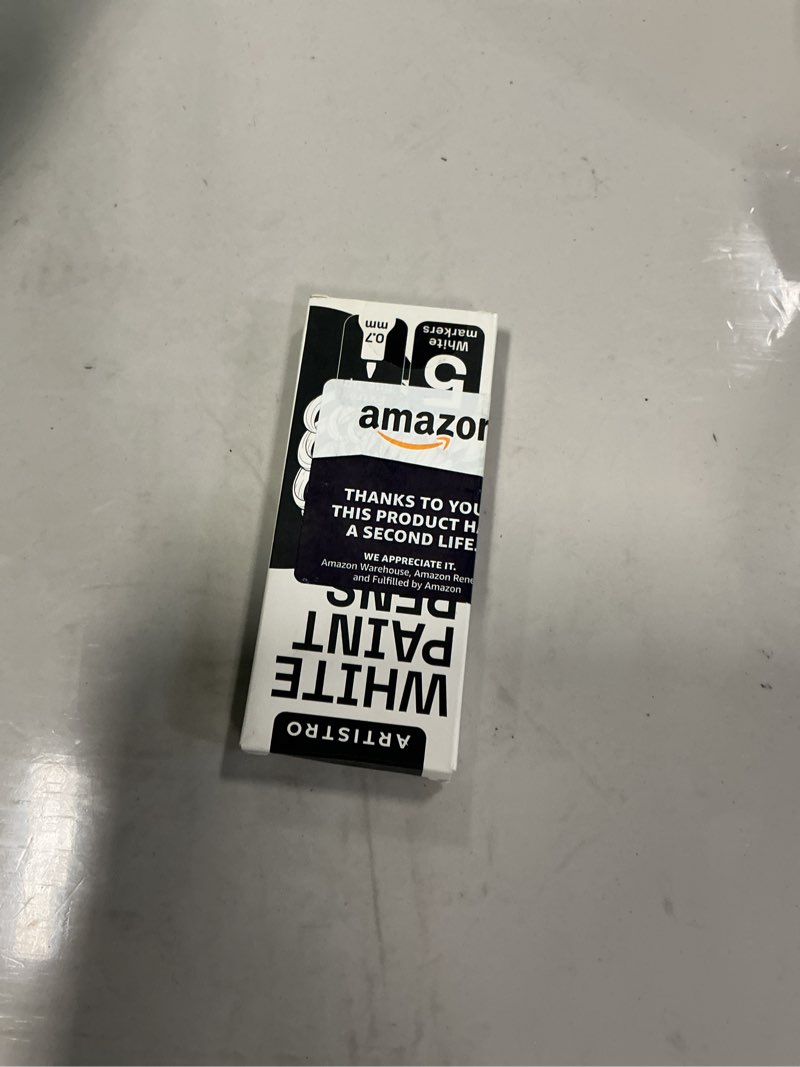 0.7
mm
5
White
markers
amazon
THANKS TO YOU
THIS PRODUCT HA
A SECOND LIFE.
WE APPRECIATE IT.
Amazon Warehouse, Amazon Rene
and Fulfilled by Amazon
ARTISTRO
WHITE
PAINT
PENS